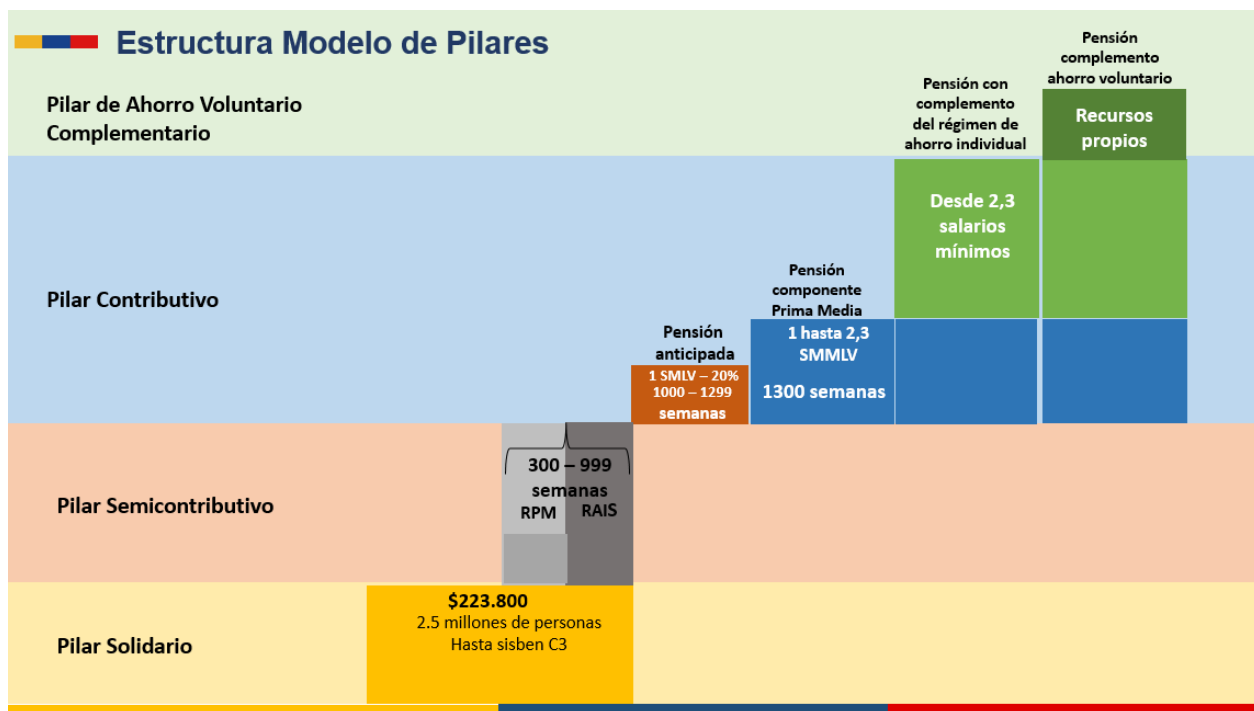 Estructura Modelo de Pilares
Pilar de Ahorro Voluntario
Complementario
Pensión
complemento
ahorro voluntario
Recursos
propios
Pensión con
complemento
del régimen de
ahorro individual
Desde 2,3
salarios
mínimos
Pilar Contributivo
Pensión
componente
Prima Media
1 hasta 2,3
SMMLV
1300 semanas
Pensión
anticipada
1 SMLV – 20%
1000 – 1299
semanas
Pilar Semicontributivo
300 – 999
semanas
RPM RAIS
Pilar Solidario
$223.800
2.5 millones de personas
Hasta sisben C3